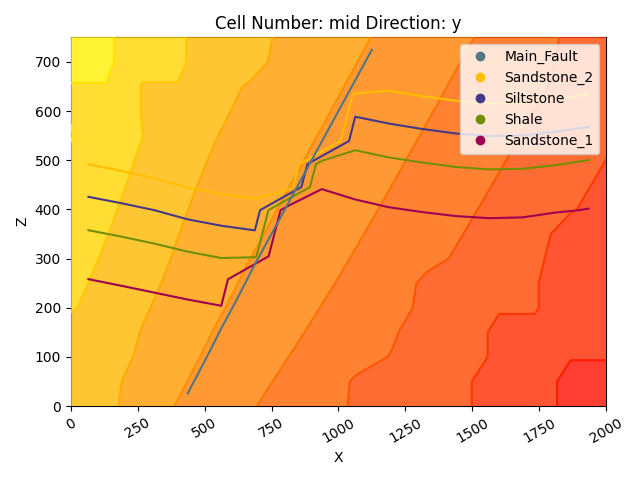 Cell Number: mid Direction: y
Main_Fault
Sandstone_2
Siltstone
Shale
Sandstone_1
Z
700
600
500
400
300
200
100
0
0
250
500
750
1000
1250
1500
1750
2000
X